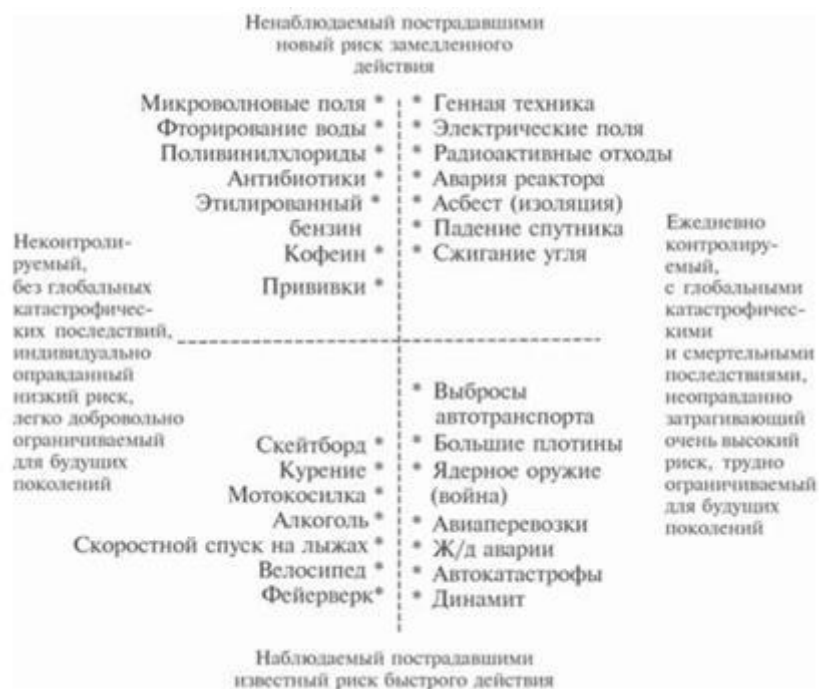 Ненаблюдаемый пострадавшими
новый риск замедленного
действия
Микроволновые поля *
Фторирование воды *
Поливинилхлориды *
Антибиотики *
Этилированный *
бензин
Кофеин *
Прививки *
* Генная техника
* Электрические поля
* Радиоактивные отходы
* Авария реактора
* Асбест (изоляция)
* Падение спутника
* Сжигание угля
Неконтроли-
руемый,
без глобальных
катастрофичес-
ких последствий,
индивидуально
оправданный
низкий риск,
легко добровольно
ограничиваемый
для будущих
поколений
Ежедневно
контролиру-
емый,
с глобальными
катастрофичес-
кими
и смертельными
последствиями,
неоправданно
затрагивающий
очень высокий
риск, трудно
ограничиваемый
для будущих
поколений
Скейтборд *
Курение *
Мотокосилка *
Алкоголь *
Скоростной спуск на лыжах *
Велосипед *
Фейерверк*
* Выбросы
автотранспорта
* Большие плотины
* Ядерное оружие
(война)
* Авиаперевозки
* Ж/д аварии
* Автокатастрофы
* Динамит
Наблюдаемый пострадавшими
известный риск быстрого действия